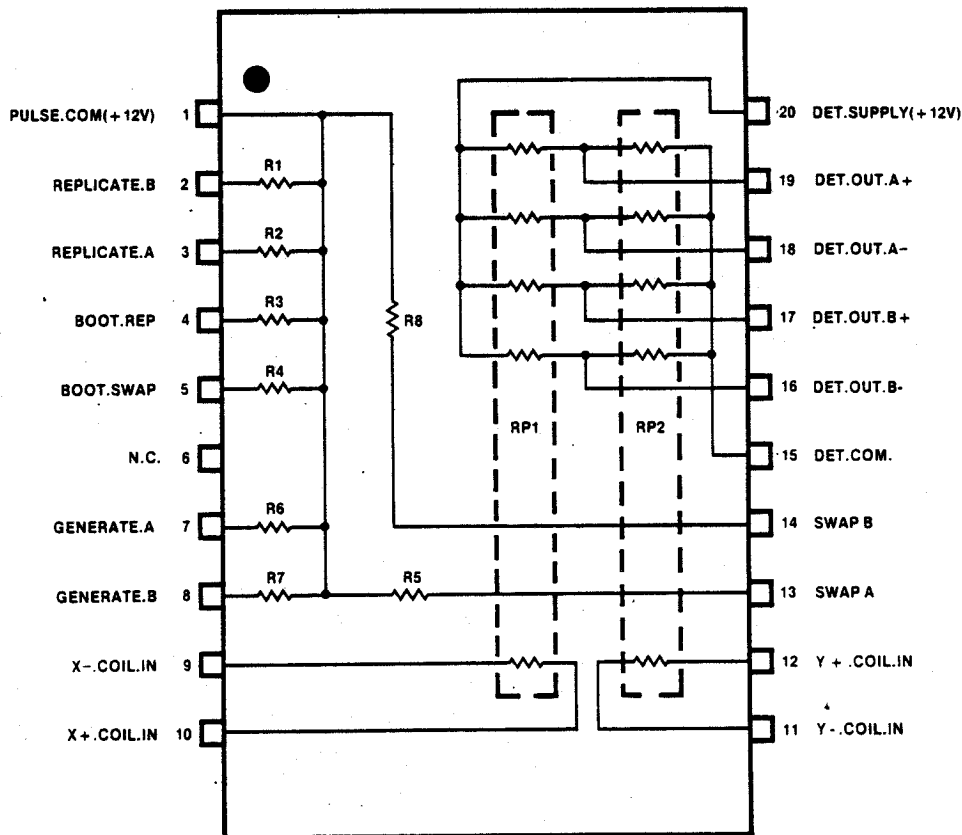 PULSE.COM(+12V) 1
REPLICATE.B 2
REPLICATE.A 3
BOOT.REP 4
BOOT.SWAP 5
N.C. 6
GENERATE.A 7
GENERATE.B 8
X-.COIL.IN 9
X+.COIL.IN 10
R1
R2
R3
R4
R6
R7
R5
R8
RP1
RP2
20 DET.SUPPLY(+12V)
19 DET.OUT.A+
18 DET.OUT.A-
17 DET.OUT.B+
16 DET.OUT.B-
15 DET.COM.
14 SWAP B
13 SWAP A
12 Y+.COIL.IN
11 Y-.COIL.IN